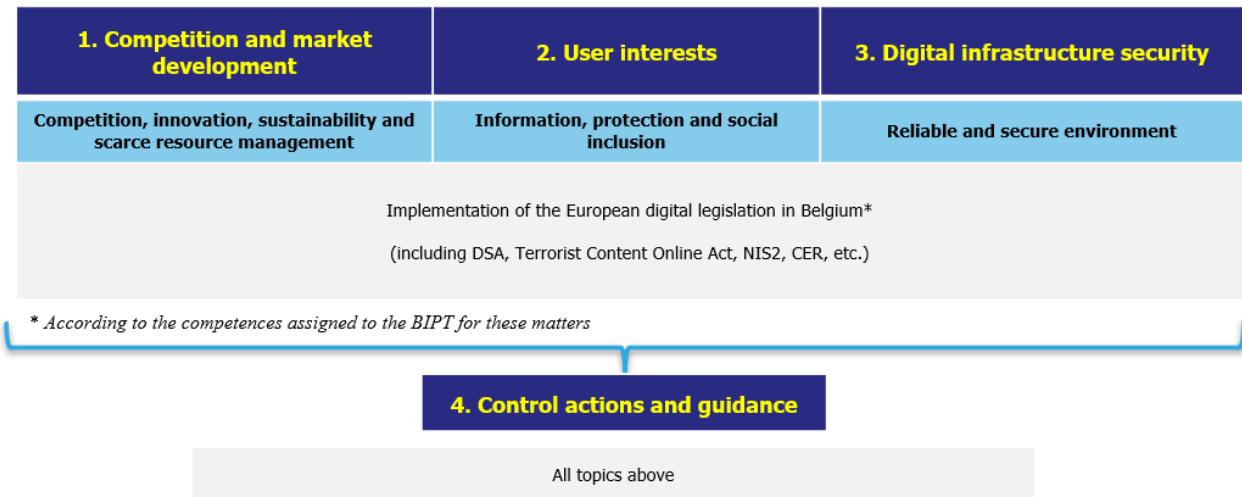 1. Competition and market
development
2. User interests
3. Digital infrastructure security
Competition, innovation, sustainability and
scarce resource management
Information, protection and social
inclusion
Reliable and secure environment
Implementation of the European digital legislation in Belgium*
(including DSA, Terrorist Content Online Act, NIS2, CER, etc.)
* According to the competences assigned to the BIPT for these matters
4. Control actions and guidance
All topics above